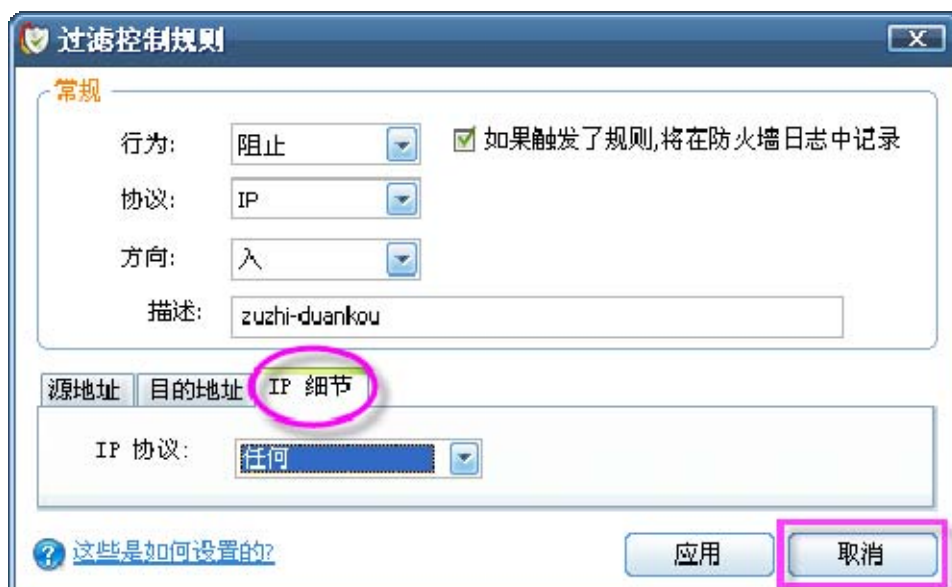 过滤控制规则
常规
行为: 阻止 如果触发了规则,将在防火墙日志中记录
协议: IP
方向: 入
描述: zuzhi-duankou
源地址 目的地址 IP 细节
IP 协议: 任何
这些是如何设置的? 应用 取消